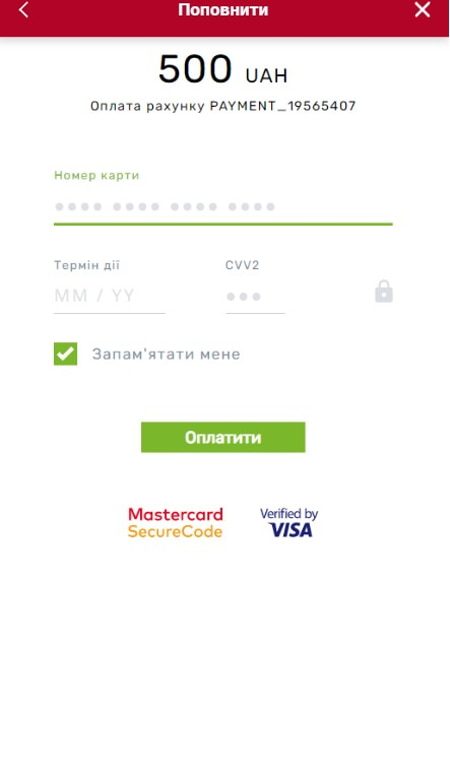 Поповнити
500 UAH
Оплата рахунку PAYMENT_19565407
Номер карти
Термін дії CVV2
MM / YY
Запам'ятати мене
Оплатити
Mastercard Verified by
SecureCode VISA